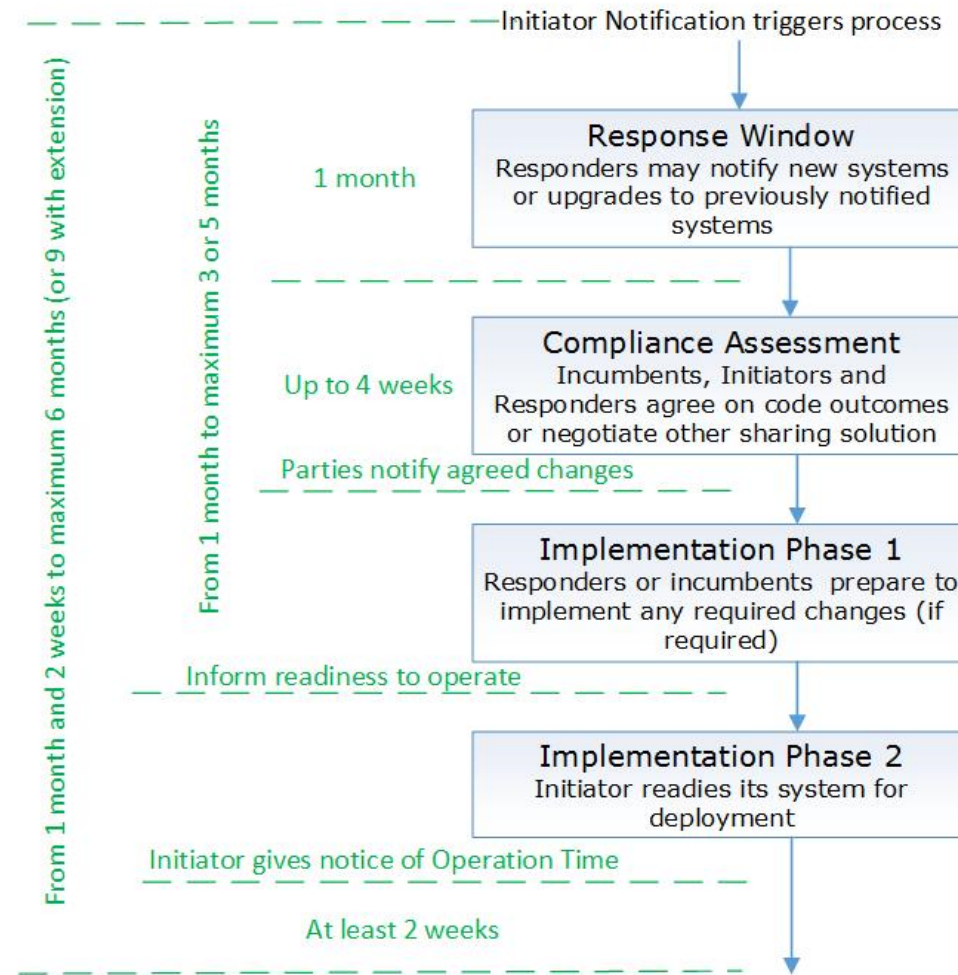 Initiator Notification triggers process
From 1 month and 2 weeks to maximum 6 months (or 9 with extension)
From 1 month to maximum 3 or 5 months
1 month
Response Window
Responders may notify new systems
or upgrades to previously notified
systems
Up to 4 weeks
Compliance Assessment
Incumbents, Initiators and
Responders agree on code outcomes
or negotiate other sharing solution
Parties notify agreed changes
Implementation Phase 1
Responders or incumbents prepare to
implement any required changes (if
required)
Inform readiness to operate
Implementation Phase 2
Initiator readies its system for
deployment
Initiator gives notice of Operation Time
At least 2 weeks